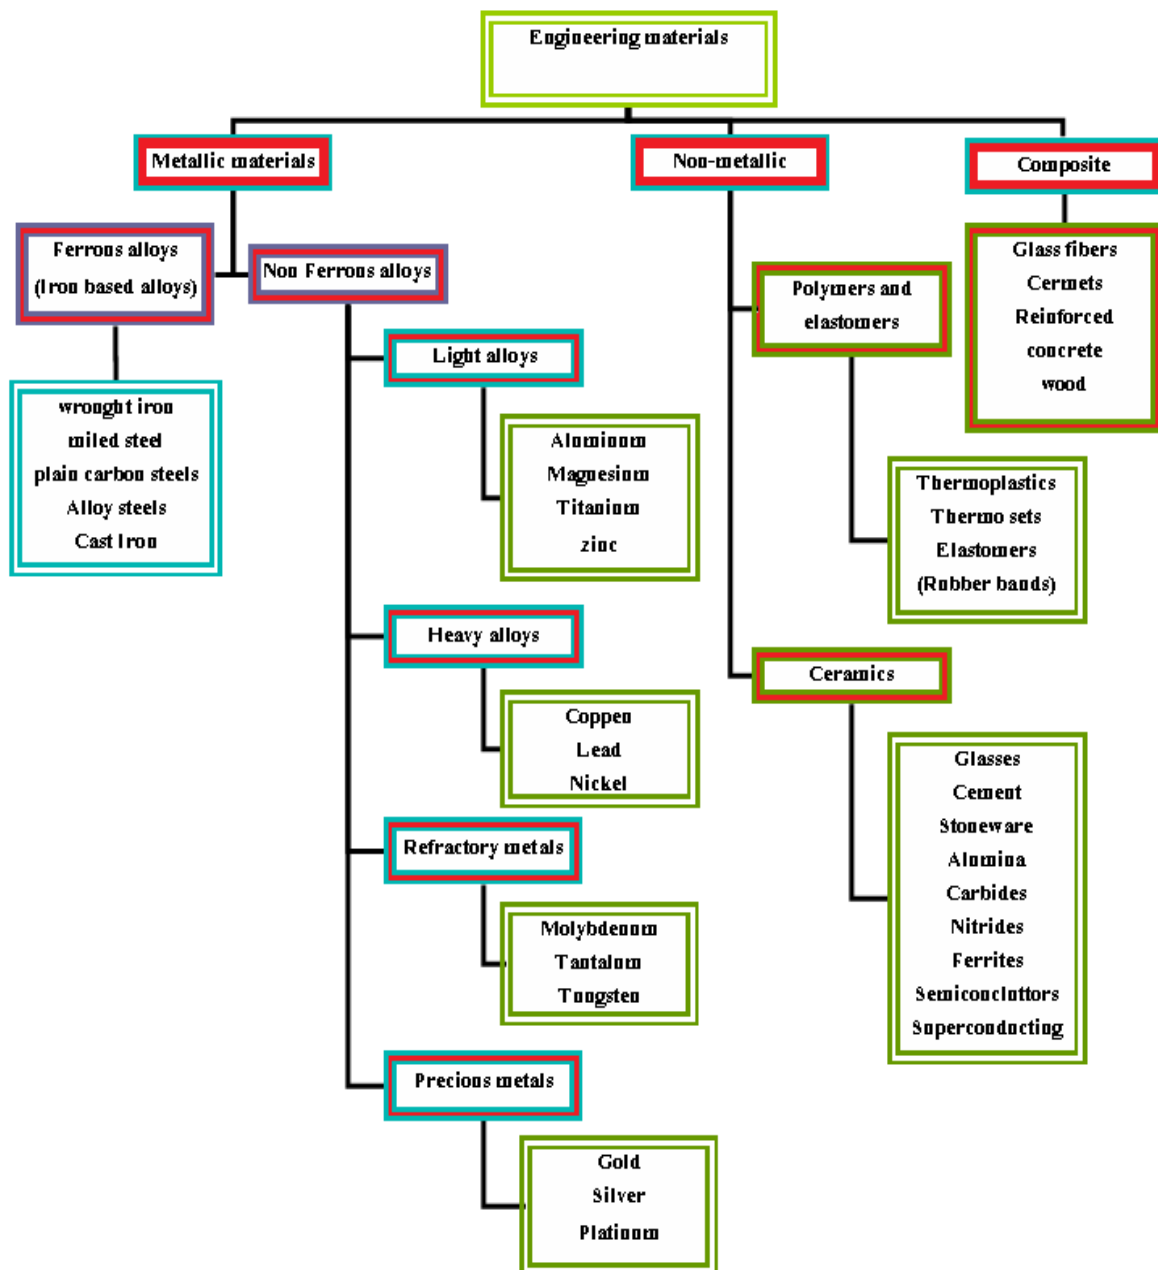 Engineering materials
Metallic materials
Non-metallic
Composite
Ferrous alloys
(Iron based alloys)
Non Ferrous alloys
Glass fibers
Cermets
Reinforced
concrete
wood
Polymers and
elastomers
Light alloys
wrought iron
miled steel
plain carbon steels
Alloy steels
Cast Iron
Aluminum
Magnesium
Titanium
zinc
Thermoplastics
Thermo sets
Elastomers
(Rubber bands)
Heavy alloys
Ceramics
Coppen
Lead
Nickel
Glasses
Cement
Stoneware
Alumina
Carbides
Nitrides
Ferrites
Semiconcluttors
Superconducting
Refractory metals
Molybdenum
Tantalum
Tungsten
Precious metals
Gold
Silver
Platinum